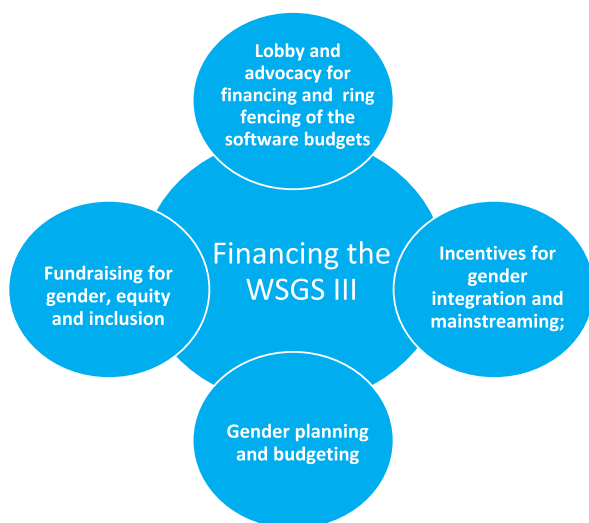 Lobby and
advocacy for
financing and ring
fencing of the
software budgets
Financing the
WSGS III
Fundraising for
gender, equity
and inclusion
Incentives for
gender
integration and
mainstreaming;
Gender planning
and budgeting